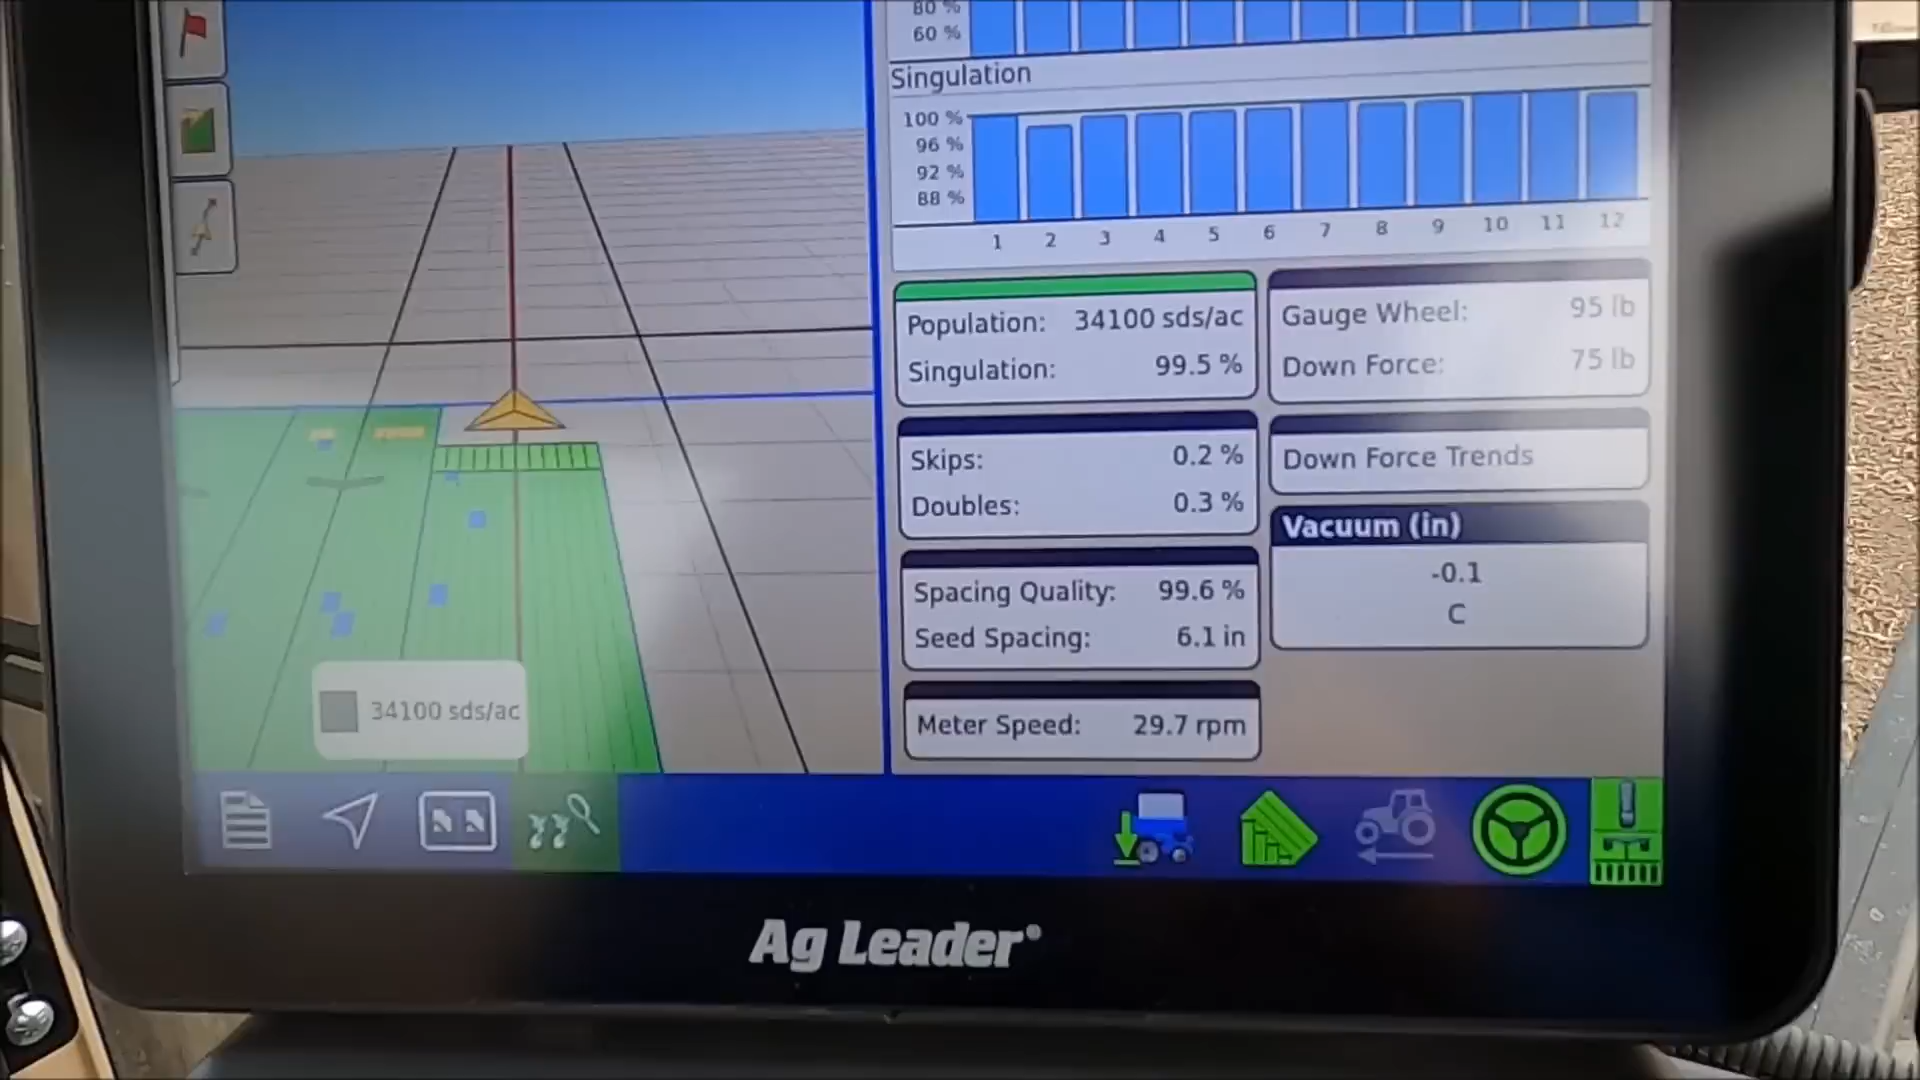 80 %
60 %
Singulation
100 %
96 %
92 %
88 %
1 2 3 4 5 6 7 8 9 10 11 12
Population: 34100 sds/ac
Singulation: 99.5 %
Gauge Wheel: 95 lb
Down Force: 75 lb
Skips: 0.2 %
Doubles: 0.3 %
Down Force Trends
Vacuum (in)
-0.1
C
Spacing Quality: 99.6 %
Seed Spacing: 6.1 in
Meter Speed: 29.7 rpm
34100 sds/ac
Ag Leader®